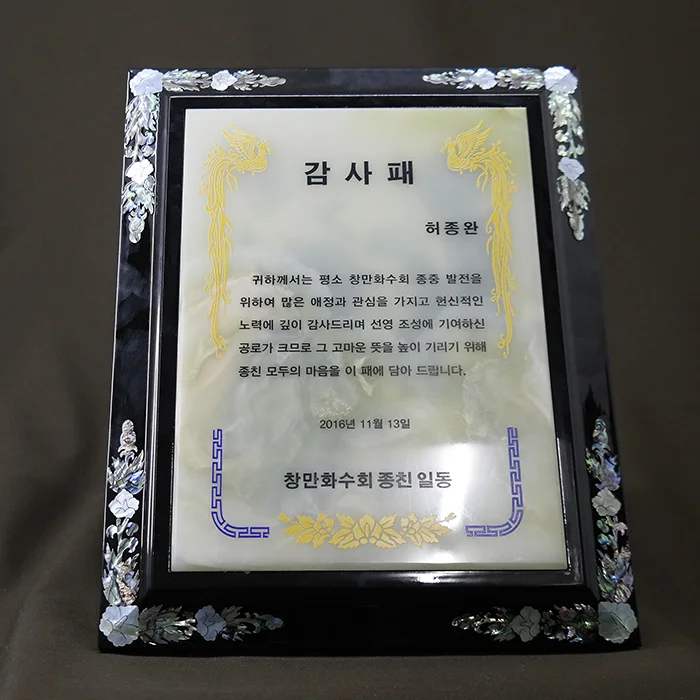 감사패
허종완
귀하께서는 평소 창만화수회 종중 발전을
위하여 많은 애정과 관심을 가지고 헌신적인
노력에 깊이 감사드리며 선영 조성에 기여하신
공로가 크므로 그 고마운 뜻을 높이 기리기 위해
종친 모두의 마음을 이 패에 담아 드립니다.
2016년 11월 13일
창만화수회 종친 일동